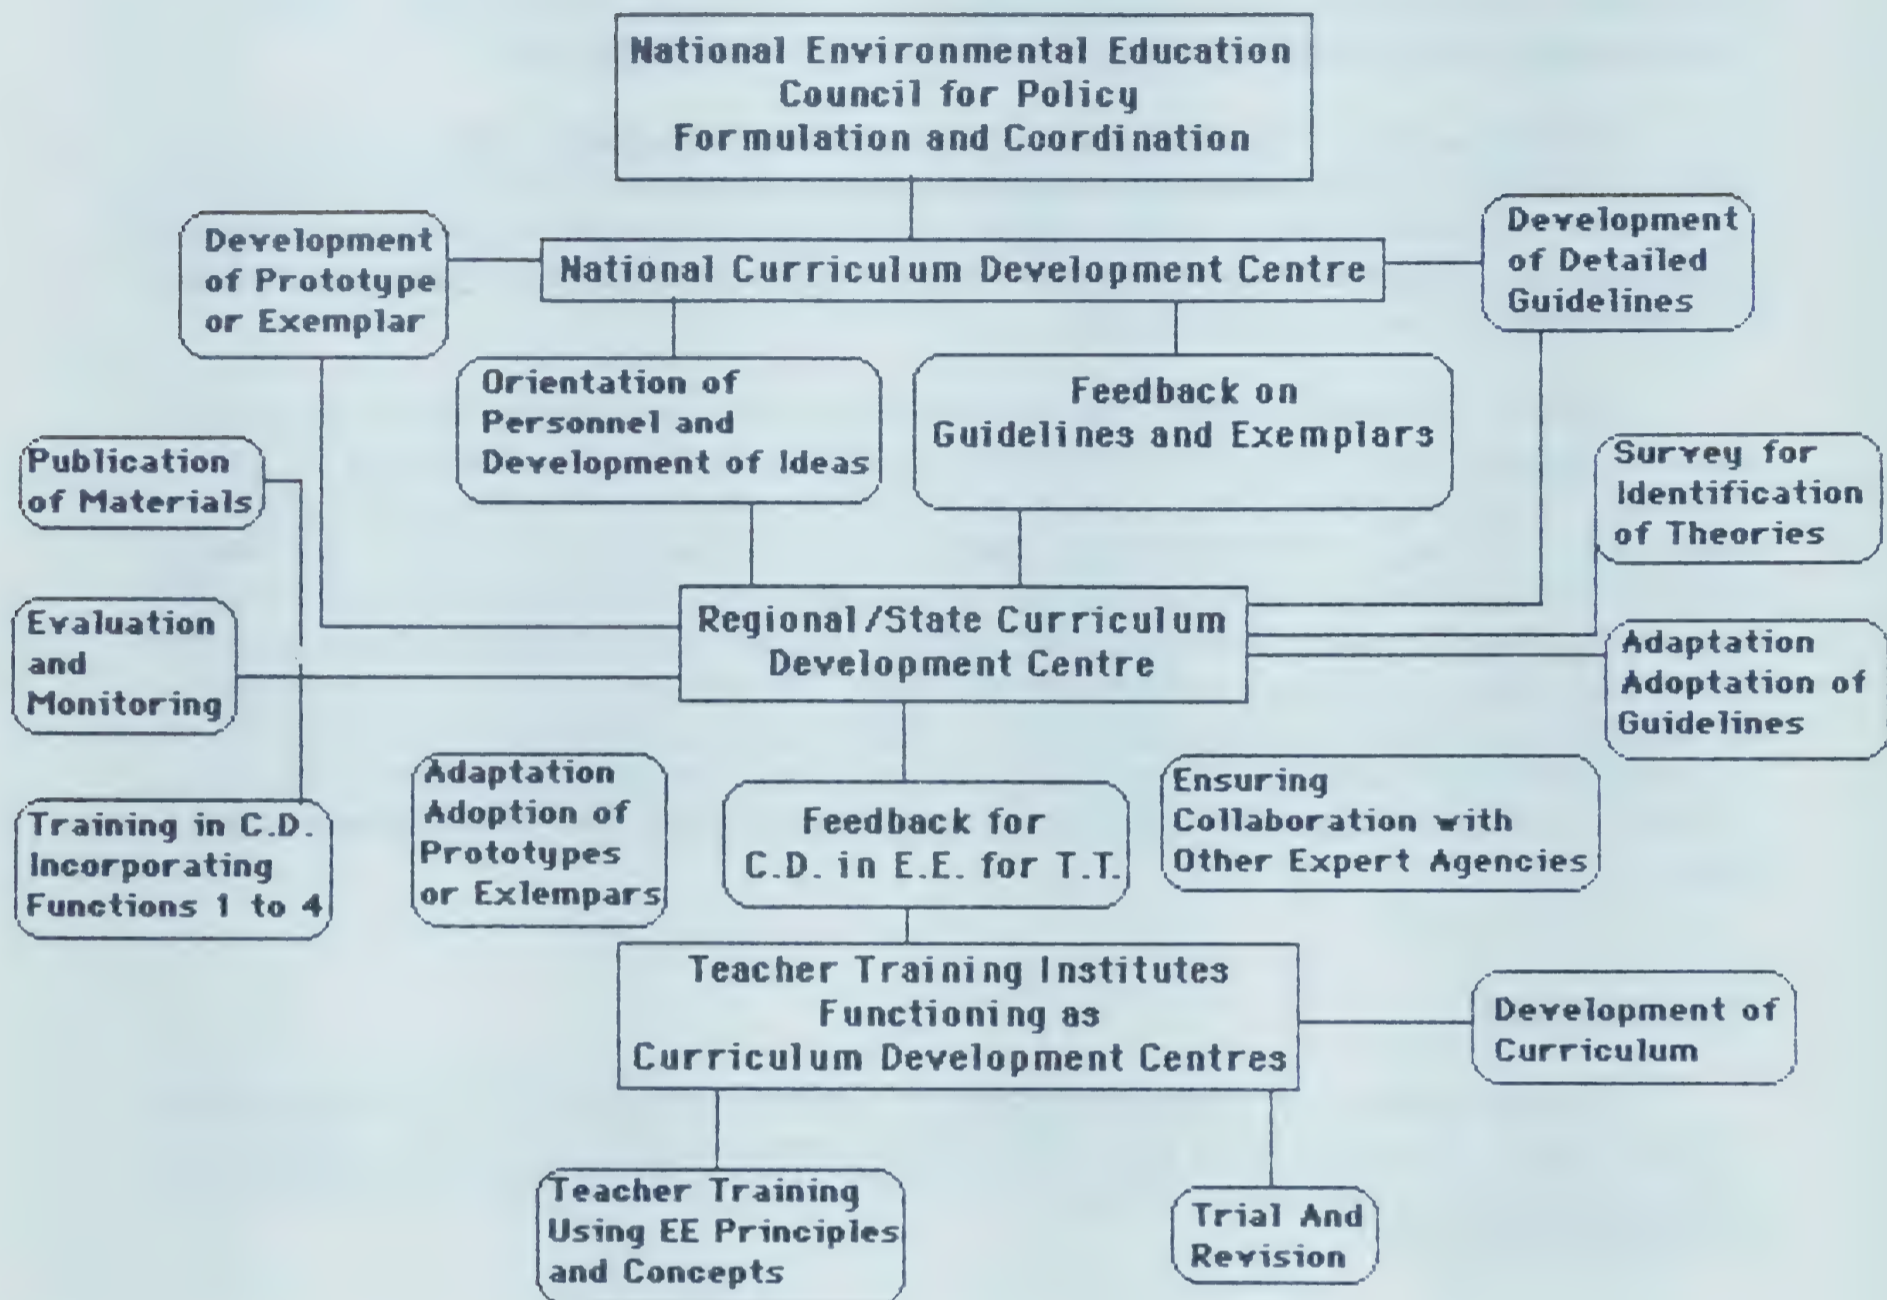 National Environmental Education
Council for Policy
Formulation and Coordination
Development
of Prototype
or Exemplar
National Curriculum Development Centre
Development
of Detailed
Guidelines
Orientation of
Personnel and
Development of Ideas
Feedback on
Guidelines and Exemplars
Publication
of Materials
Survey for
Identification
of Theories
Evaluation
and
Monitoring
Regional/State Curriculum
Development Centre
Adaptation
Adoptation of
Guidelines
Training in C.D.
Incorporating
Functions 1 to 4
Adaptation
Adoption of
Prototypes
or Exlempars
Feedback for
C.D. in E.E. for T.T.
Ensuring
Collaboration with
Other Expert Agencies
Teacher Training Institutes
Functioning as
Curriculum Development Centres
Development of
Curriculum
Teacher Training
Using EE Principles
and Concepts
Trial And
Revision